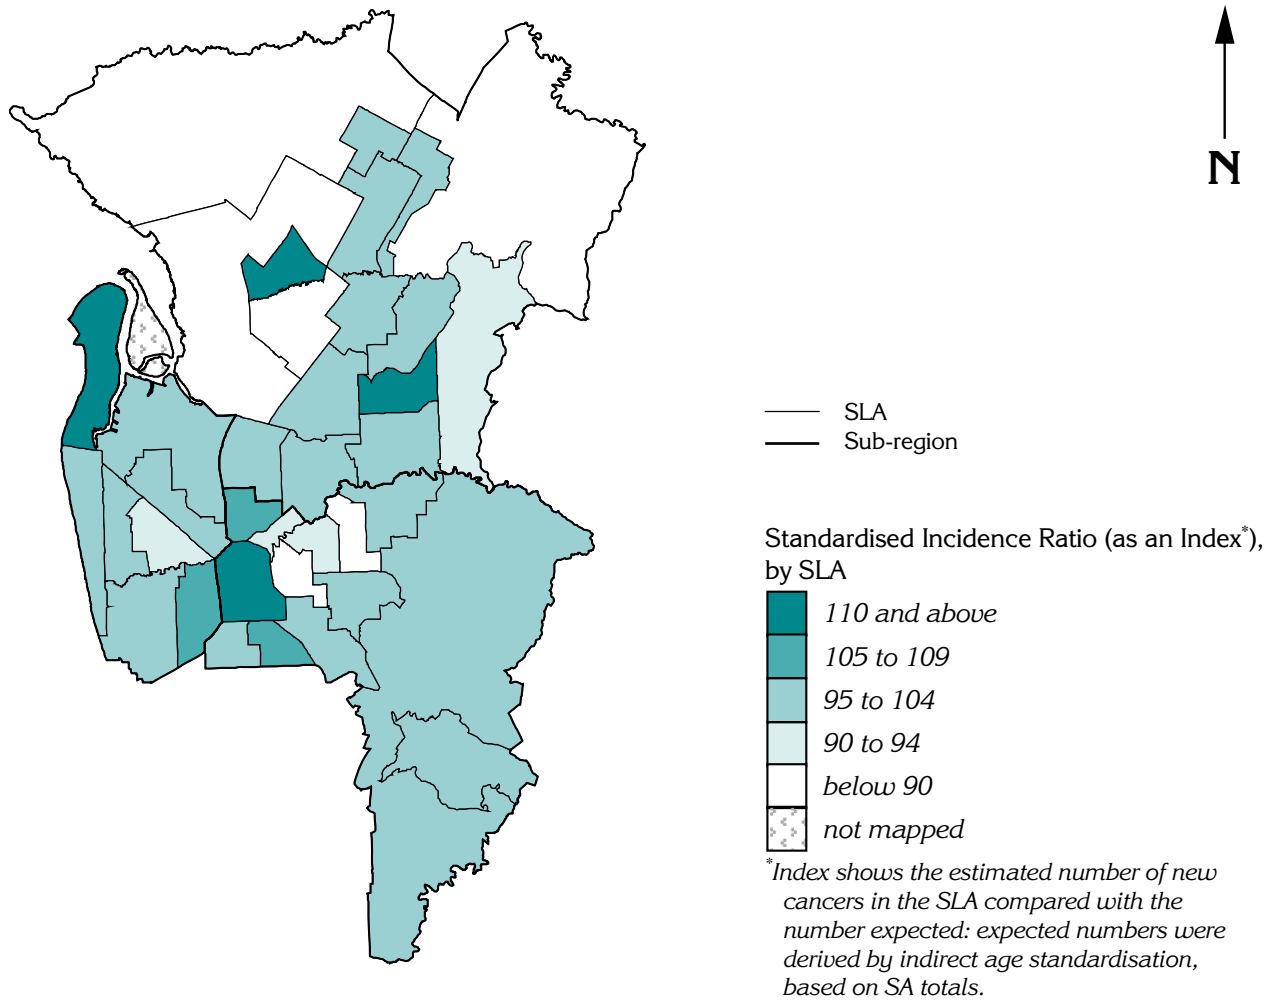 N
SLA
Sub-region
Standardised Incidence Ratio (as an Index*),
by SLA
110 and above
105 to 109
95 to 104
90 to 94
below 90
not mapped
*Index shows the estimated number of new
cancers in the SLA compared with the
number expected: expected numbers were
derived by indirect age standardisation,
based on SA totals.